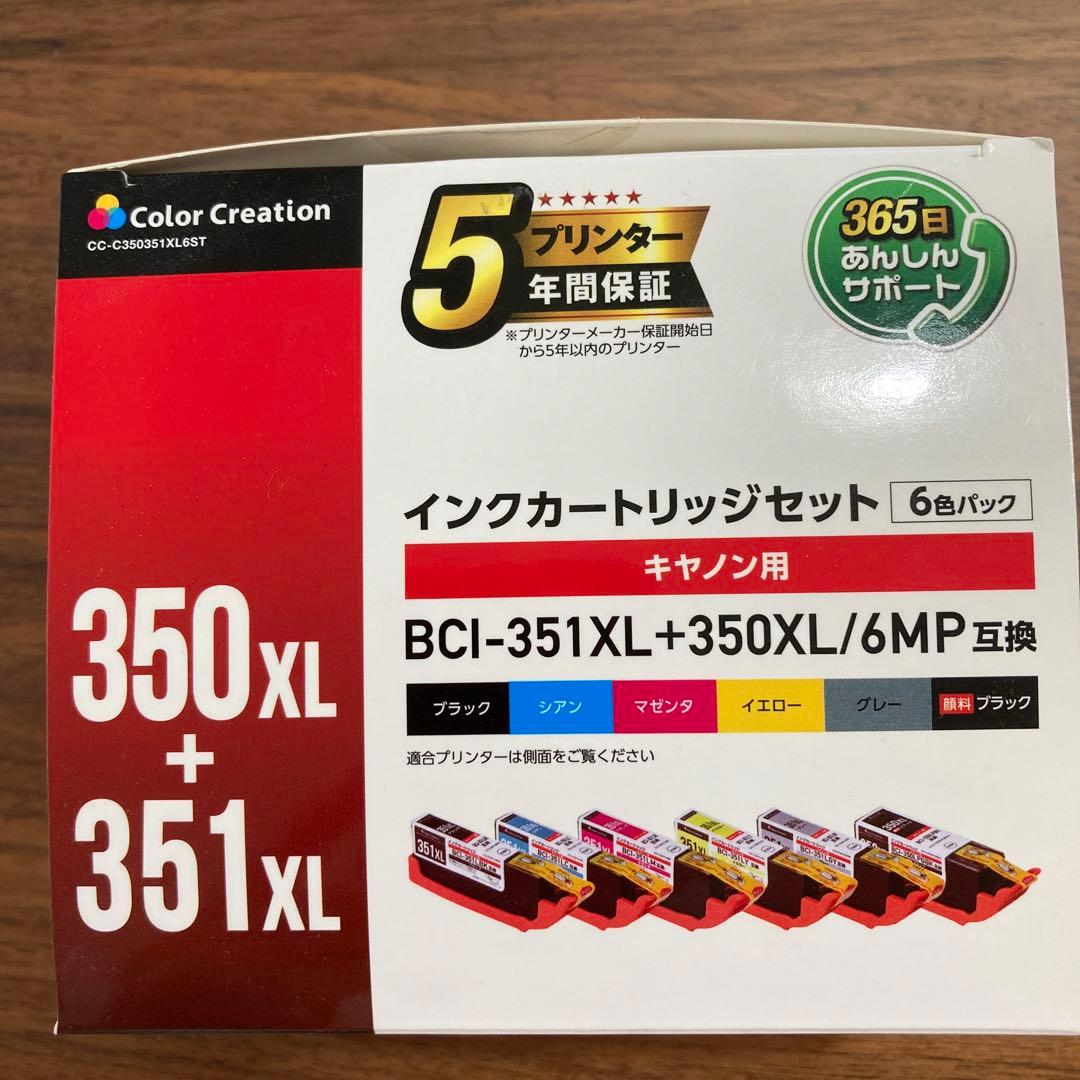 Color Creation
CC-C350351XL6ST
5
プリンター
年間保証
※プリンターメーカー保証開始日
から5年以内のプリンター
365日
あんしん
サポート
インクカートリッジセット 6色パック
キヤノン用
BCI-351XL+350XL/6MP互換
ブラック シアン マゼンタ イエロー グレー 顔料ブラック
適合プリンターは側面をご覧ください
350XL
+
351XL
351XL
350XL